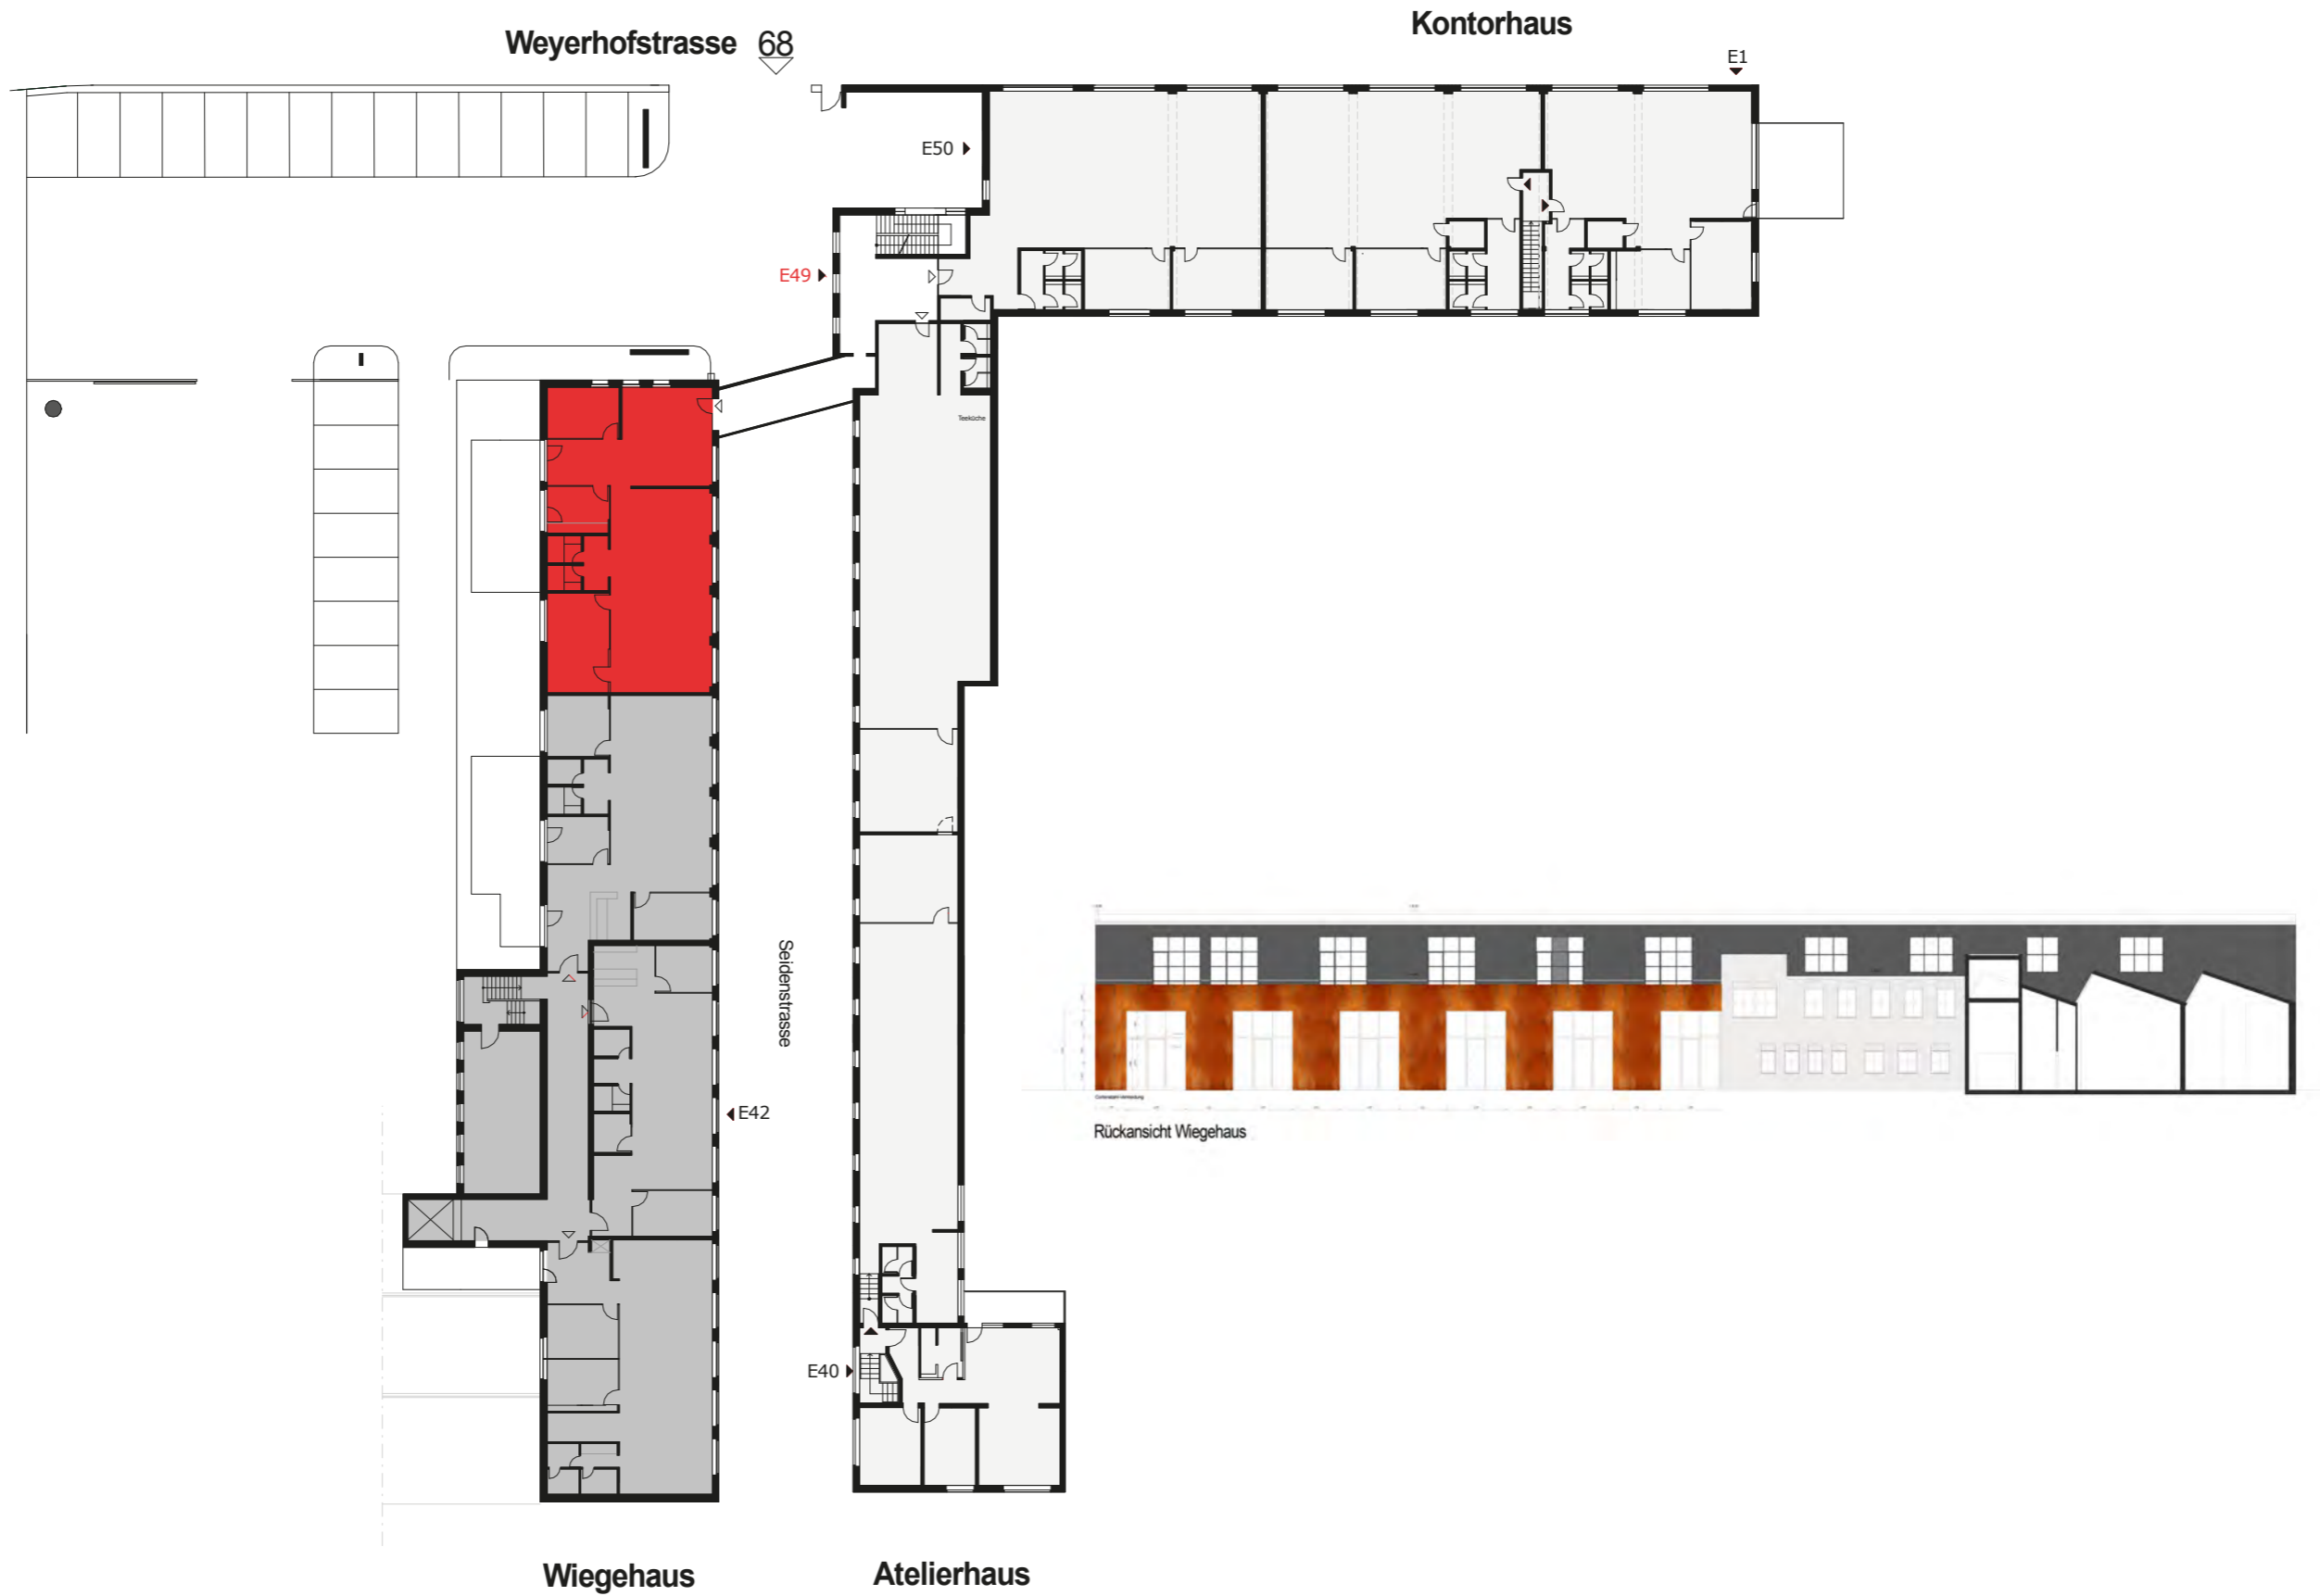 Kontorhaus
Weyerhofstrasse 68
E1
E50
E49
Teeküche
Seidenstrasse
E42
Rückansicht Wiegehaus
E40
Wiegehaus
Atelierhaus